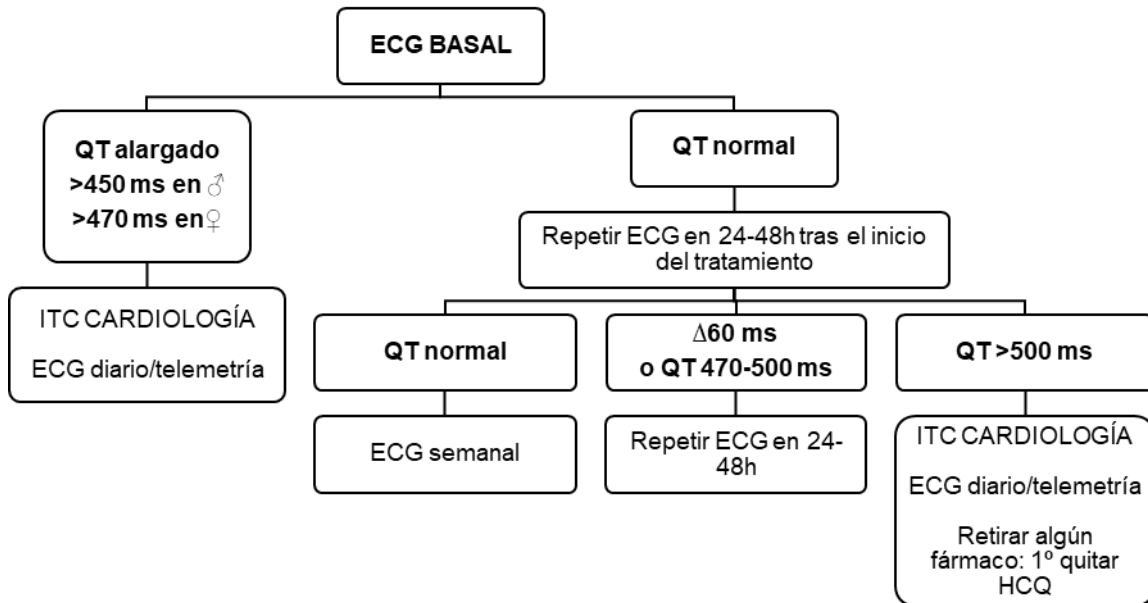 ECG BASAL
QT alargado
>450 ms en ♂
>470 ms en ♀
QT normal
Repetir ECG en 24-48h tras el inicio
del tratamiento
ITC CARDIOLOGÍA
ECG diario/telemetría
QT normal
Δ60 ms
o QT 470-500 ms
QT >500 ms
ECG semanal
Repetir ECG en 24-
48h
ITC CARDIOLOGÍA
ECG diario/telemetría
Retirar algún
fármaco: 1º quitar
HCQ